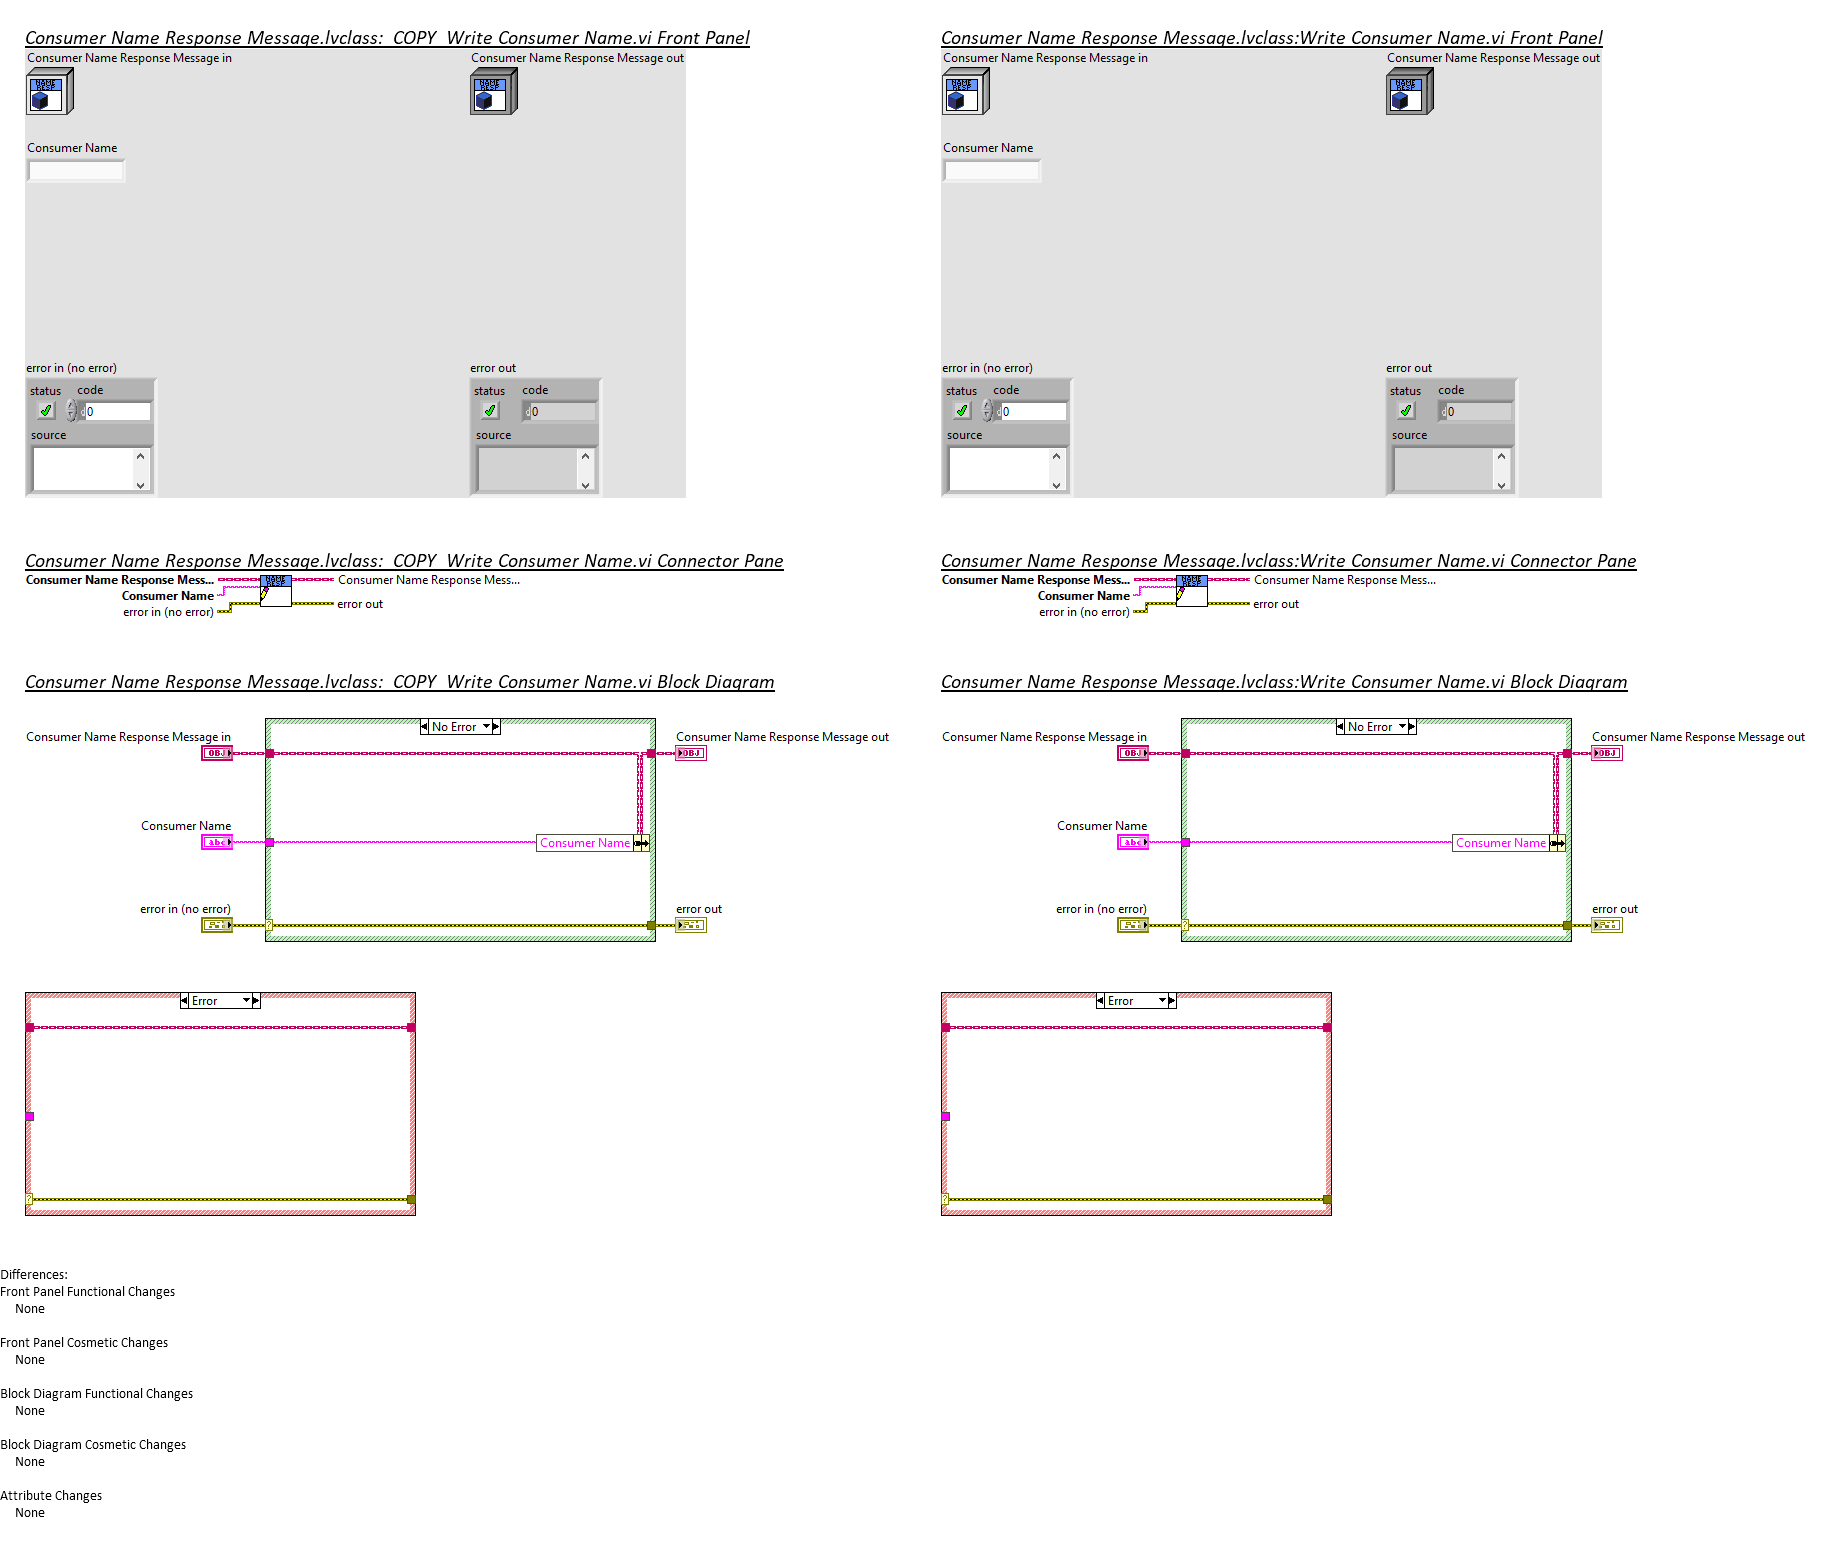 Consumer Name Response Message.lvclass:_COPY_Write Consumer Name.vi Front Panel
Consumer Name Response Message in
Consumer Name Response Message out
NAME
RESP
NAME
RESP
Consumer Name
error in (no error)
error out
status code
status code
0
0
source
source
Consumer Name Response Message.lvclass:Write Consumer Name.vi Front Panel
Consumer Name Response Message in
Consumer Name Response Message out
NAME
RESP
NAME
RESP
Consumer Name
error in (no error)
error out
status code
status code
0
0
source
source
Consumer Name Response Message.lvclass:_COPY_Write Consumer Name.vi Connector Pane
Consumer Name Response Mess...
NAME
RESP
Consumer Name Response Mess...
Consumer Name
error in (no error)
error out
Consumer Name Response Message.lvclass:Write Consumer Name.vi Connector Pane
Consumer Name Response Mess...
NAME
RESP
Consumer Name Response Mess...
Consumer Name
error in (no error)
error out
Consumer Name Response Message.lvclass:_COPY_Write Consumer Name.vi Block Diagram
No Error
Consumer Name Response Message in
Consumer Name Response Message out
OBJ
OBJ
Consumer Name
abc
Consumer Name
error in (no error)
error out
?
Error
?
Consumer Name Response Message.lvclass:Write Consumer Name.vi Block Diagram
No Error
Consumer Name Response Message in
Consumer Name Response Message out
OBJ
OBJ
Consumer Name
abc
Consumer Name
error in (no error)
error out
?
Error
?
Differences:
Front Panel Functional Changes
None
Front Panel Cosmetic Changes
None
Block Diagram Functional Changes
None
Block Diagram Cosmetic Changes
None
Attribute Changes
None